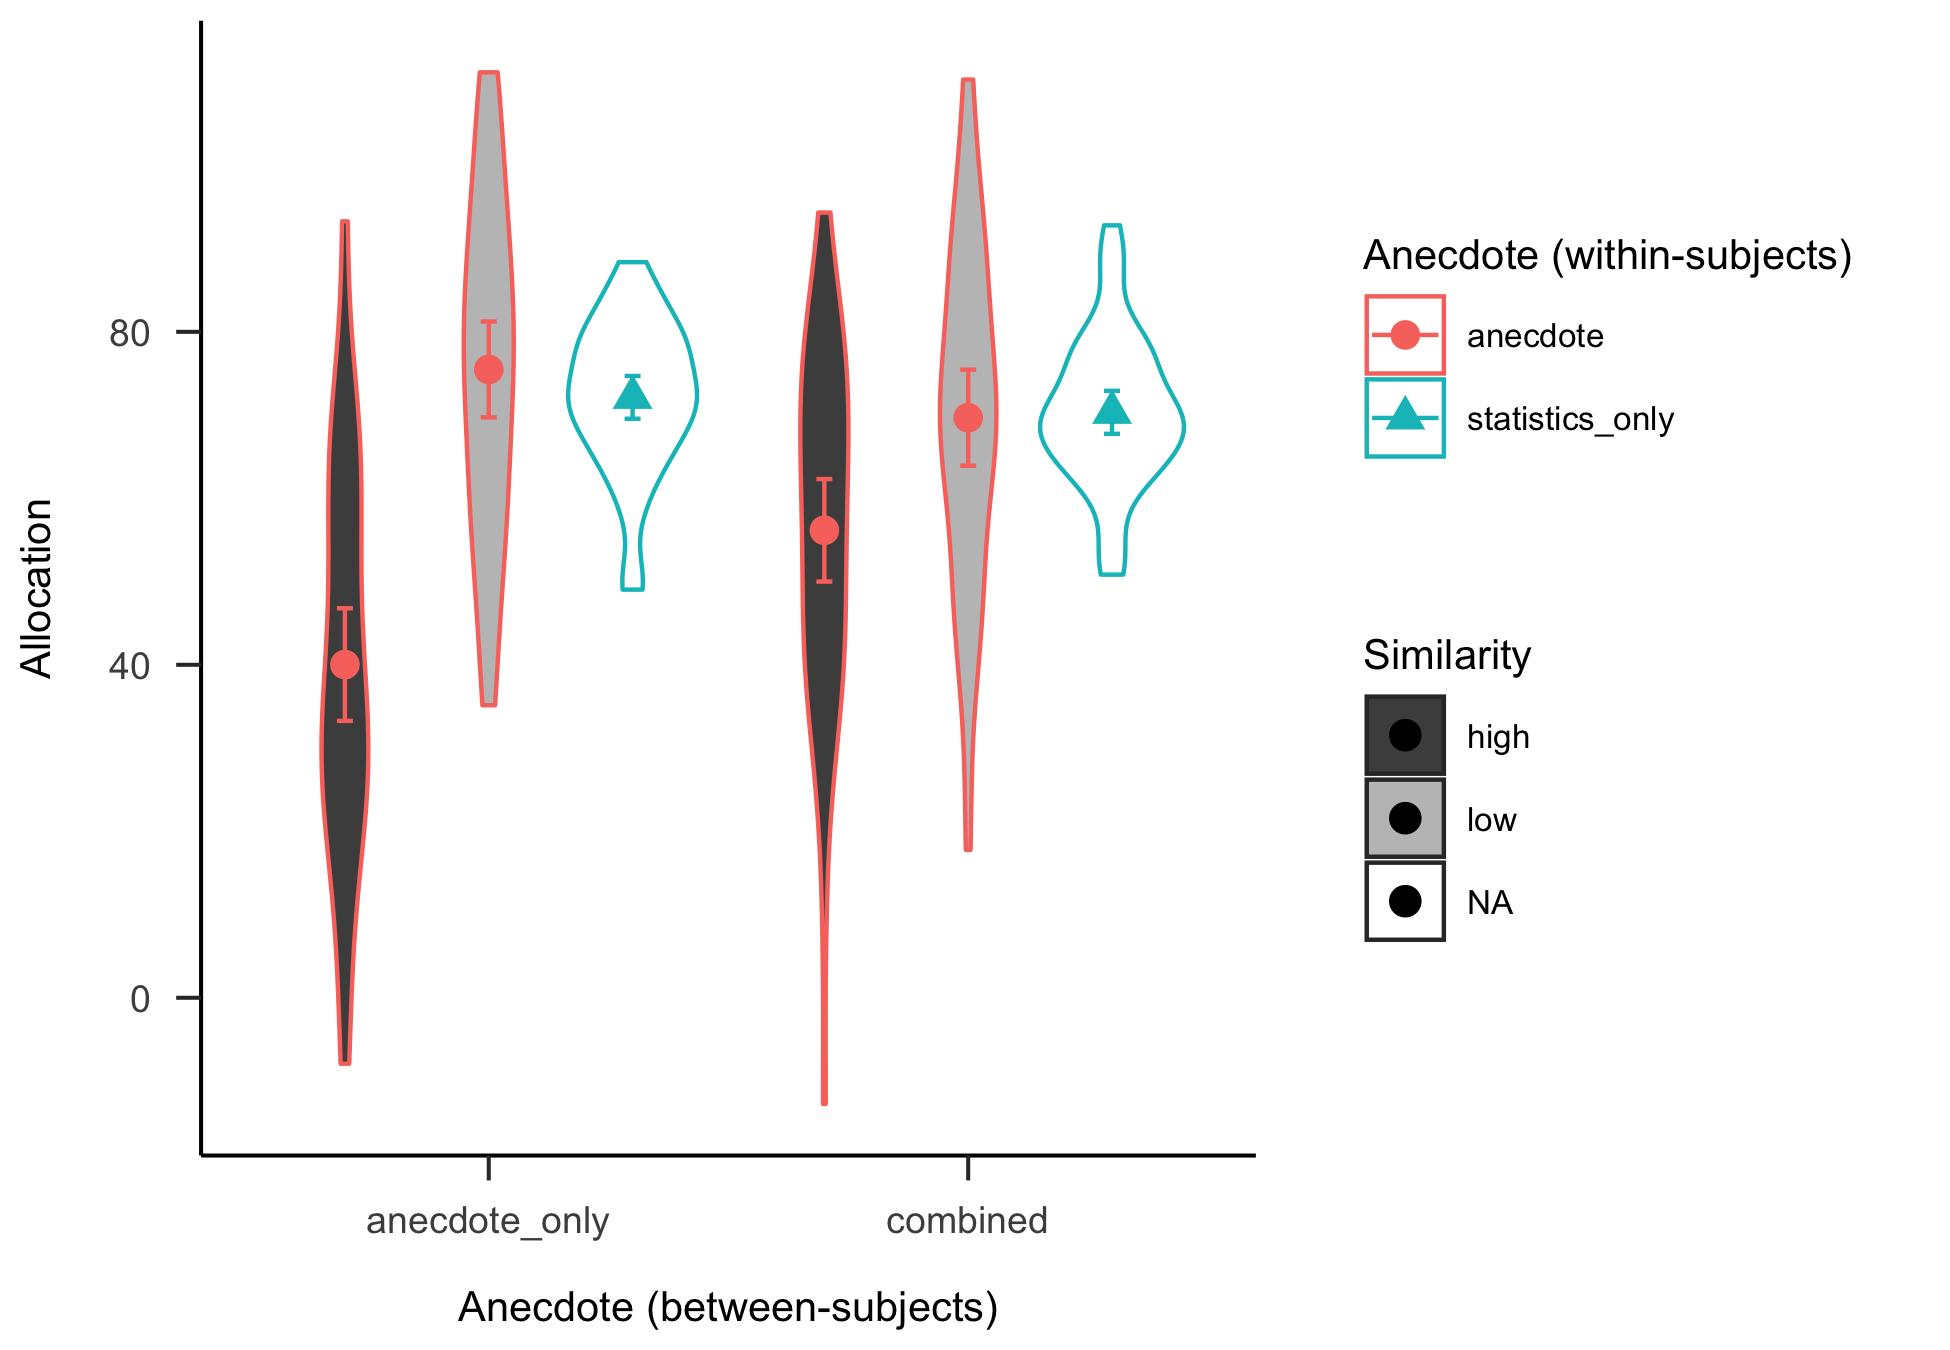 Allocation
80
40
0
anecdote_only
combined
Anecdote (between-subjects)
Anecdote (within-subjects)
anecdote
statistics_only
Similarity
high
low
NA